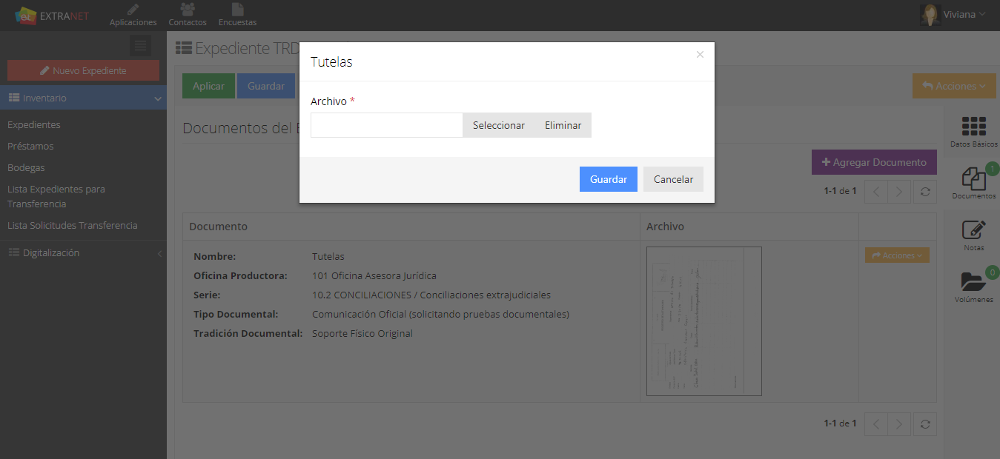 et EXTRANET
Aplicaciones
Contactos
Encuestas
Viviana
Nuevo Expediente
Inventario
Expedientes
Préstamos
Bodegas
Lista Expedientes para
Transferencia
Lista Solicitudes Transferencia
Digitalización
Expediente TRD
Aplicar
Guardar
Acciones
Documentos del
Tutelas
×
Archivo *
Seleccionar
Eliminar
Guardar
Cancelar
Agregar Documento
1-1 de 1
Documento
Archivo
Nombre: Tutelas
Oficina Productora: 101 Oficina Asesora Jurídica
Serie: 10.2 CONCILIACIONES / Conciliaciones extrajudiciales
Tipo Documental: Comunicación Oficial (solicitando pruebas documentales)
Tradición Documental: Soporte Físico Original
Acciones
1-1 de 1
Datos Básicos
1
Documentos
Notas
0
Volúmenes